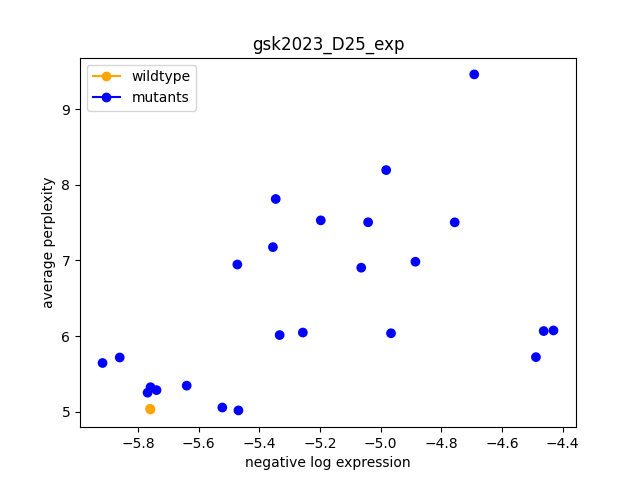 gsk2023_D25_exp
wildtype
mutants
average perplexity
9
8
7
6
5
−5.8 −5.6 −5.4 −5.2 −5.0 −4.8 −4.6 −4.4
negative log expression